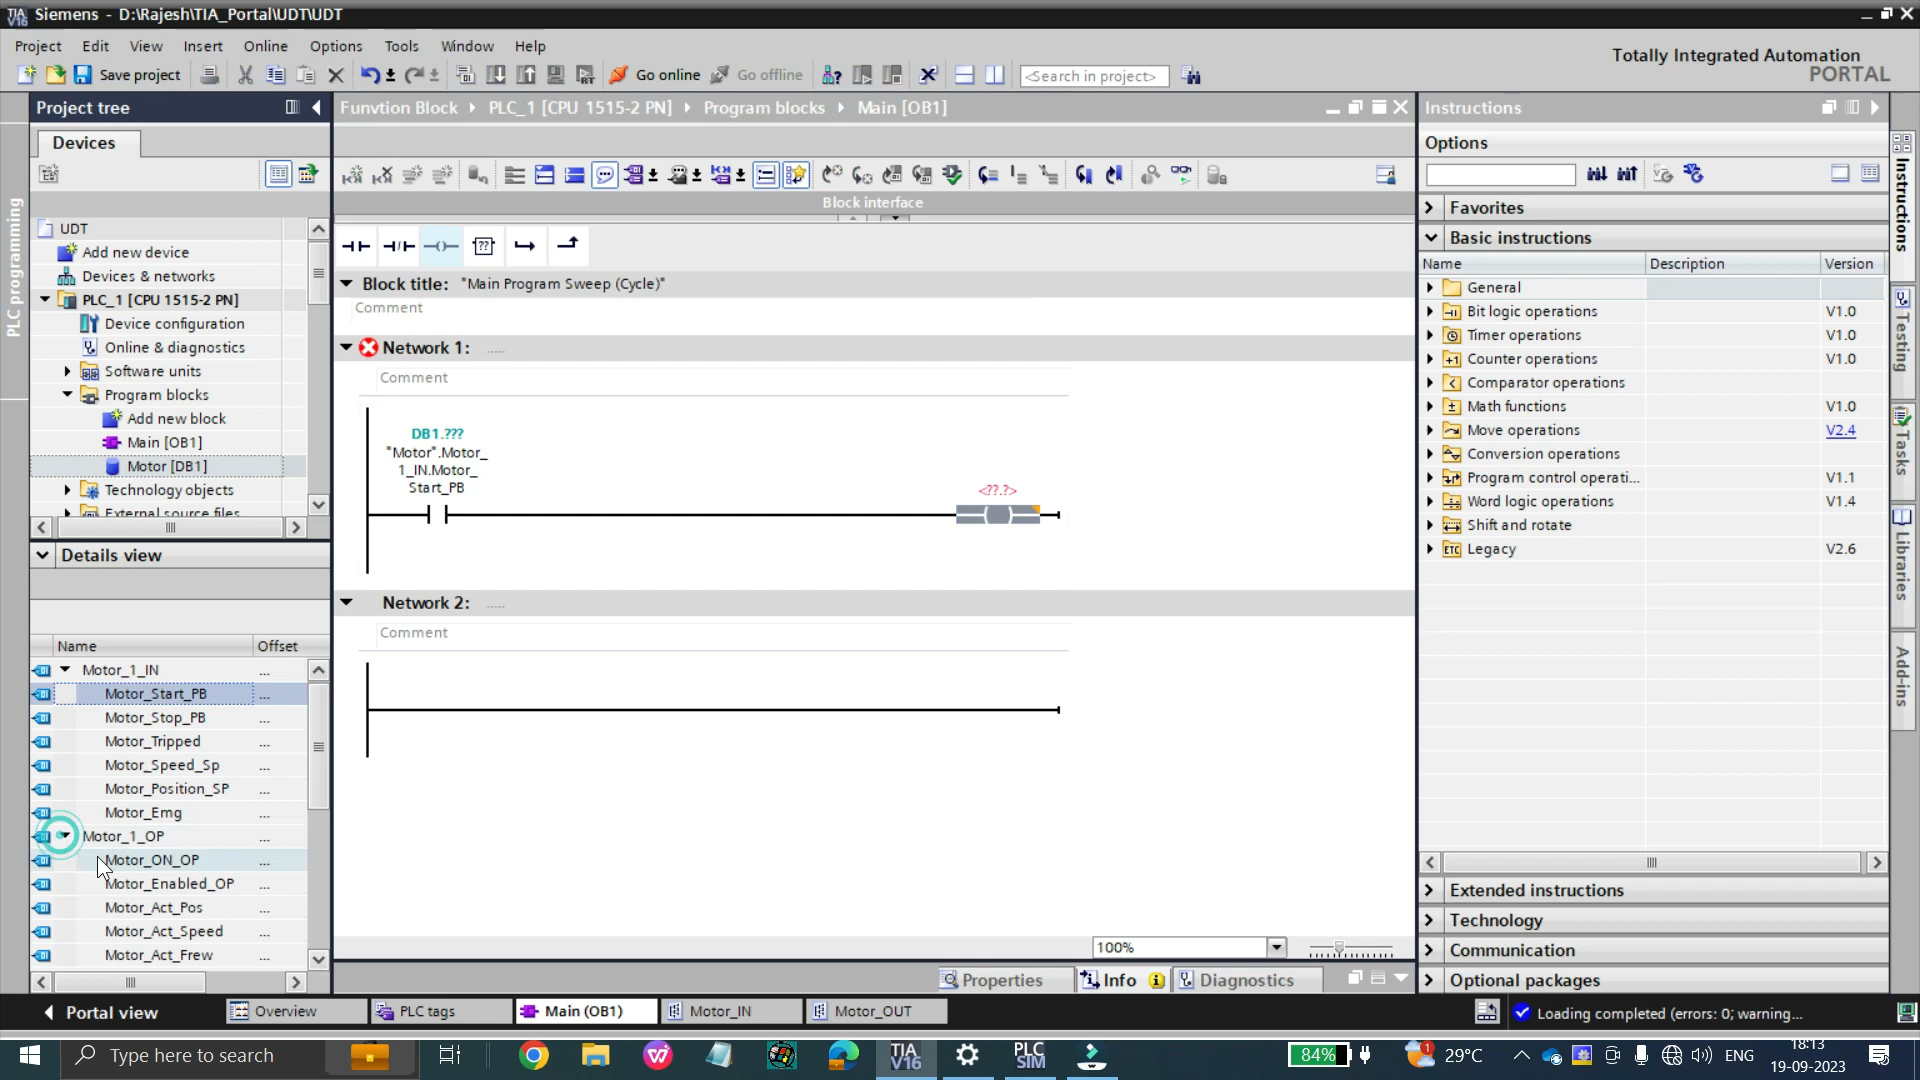 Siemens - D:\Rajesh\TIA_Portal\UDT\UDT
Project Edit View Insert Online Options Tools Window Help
Save project
Go online
Go offline
<Search in project>
Totally Integrated Automation
PORTAL
Project tree
Devices
UDT
Add new device
Devices & networks
PLC_1 [CPU 1515-2 PN]
Device configuration
Online & diagnostics
Software units
Program blocks
Add new block
Main [OB1]
Motor [DB1]
Technology objects
External source files
PLC programming
Details view
Name Offset
Motor_1_IN ...
Motor_Start_PB ...
Motor_Stop_PB ...
Motor_Tripped ...
Motor_Speed_Sp ...
Motor_Position_SP ...
Motor_Emg ...
Motor_1_OP ...
Motor_ON_OP ...
Motor_Enabled_OP ...
Motor_Act_Pos ...
Motor_Act_Speed ...
Motor_Act_Frew ...
Funvtion Block PLC_1 [CPU 1515-2 PN] Program blocks Main [OB1]
Block interface
??
Block title: "Main Program Sweep (Cycle)"
Comment
Network 1: .....
Comment
DB1.???
"Motor".Motor_
1_IN.Motor_
Start_PB
<??.?>
Network 2: .....
Comment
100%
Properties Info Diagnostics
Instructions
Options
Favorites
Basic instructions
Name Description Version
General
Bit logic operations V1.0
Timer operations V1.0
Counter operations V1.0
Comparator operations
Math functions V1.0
Move operations V2.4
Conversion operations
Program control operati... V1.1
Word logic operations V1.4
Shift and rotate
Legacy V2.6
Extended instructions
Technology
Communication
Optional packages
Instructions
Testing
Tasks
Libraries
Add-ins
Portal view Overview PLC tags Main (OB1) Motor_IN Motor_OUT
Loading completed (errors: 0; warning...
Type here to search
TIA
V16
PLC
SIM
84%
1
29°C
ENG
18:13
19-09-2023